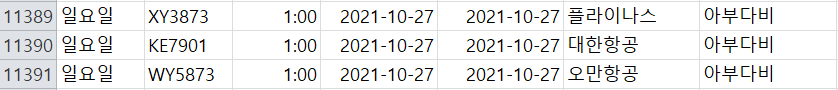 11389 일요일 XY3873 1:00 2021-10-27 2021-10-27 플라이나스 아부다비
11390 일요일 KE7901 1:00 2021-10-27 2021-10-27 대한항공 아부다비
11391 일요일 WY5873 1:00 2021-10-27 2021-10-27 오만항공 아부다비